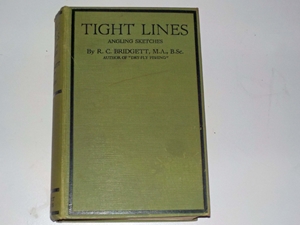 TIGHT LINES
ANGLING SKETCHES
By R. C. BRIDGETT, M.A., B.Sc.
AUTHOR OF "DRY FLY FISHING"